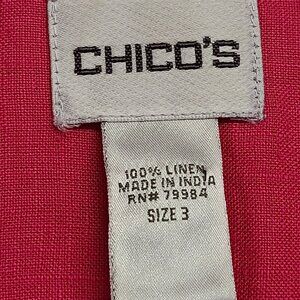 CHICO'S
100% LINEN
MADE IN INDIA
RN# 79984
SIZE 3